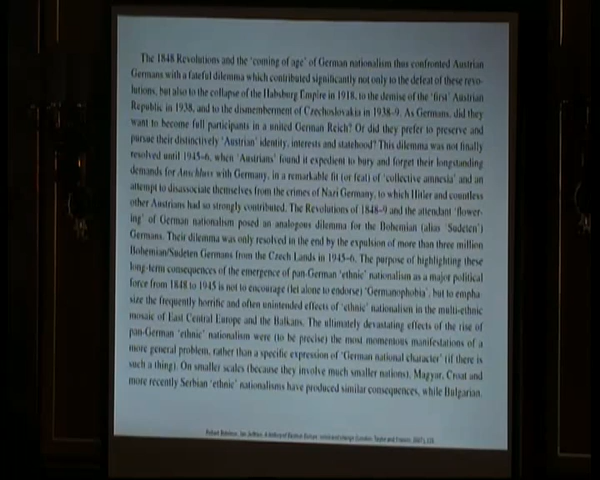 The 1848 Revolutions and the 'coming of age' of German nationalism thus confronted Austrian
Germans with a fateful dilemma which contributed significantly not only to the defeat of these revo-
lutions, but also to the collapse of the Habsburg Empire in 1918, to the demise of the 'first' Austrian
Republic in 1938, and to the dismemberment of Czechoslovakia in 1938–9. As Germans, did they
want to become full participants in a united German Reich? Or did they prefer to preserve and
pursue their distinctively 'Austrian' identity, interests and statehood? This dilemma was not finally
resolved until 1945–6, when 'Austrians' found it expedient to bury and forget their longstanding
demands for Anschluss with Germany, in a remarkable fit (or feat) of 'collective amnesia' and an
attempt to disassociate themselves from the crimes of Nazi Germany, to which Hitler and countless
other Austrians had so strongly contributed. The Revolutions of 1848–9 and the attendant 'flower-
ing' of German nationalism posed an analogous dilemma for the Bohemian (alias 'Sudeten')
Germans. Their dilemma was only resolved in the end by the expulsion of more than three million
Bohemian/Sudeten Germans from the Czech Lands in 1945–6. The purpose of highlighting these
long-term consequences of the emergence of pan-German 'ethnic' nationalism as a major political
force from 1848 to 1945 is not to encourage (let alone to endorse) 'Germanophobia', but to empha-
size the frequently horrific and often unintended effects of 'ethnic' nationalism in the multi-ethnic
mosaic of East Central Europe and the Balkans. The ultimately devastating effects of the rise of
pan-German 'ethnic' nationalism were (to be precise) the most momentous manifestations of a
more general problem, rather than a specific expression of 'German national character' (if there is
such a thing). On smaller scales (because they involve much smaller nations), Magyar, Croat and
more recently Serbian 'ethnic' nationalisms have produced similar consequences, while Bulgarian,
Robert Bideleux, Ian Jeffries, A History of Eastern Europe